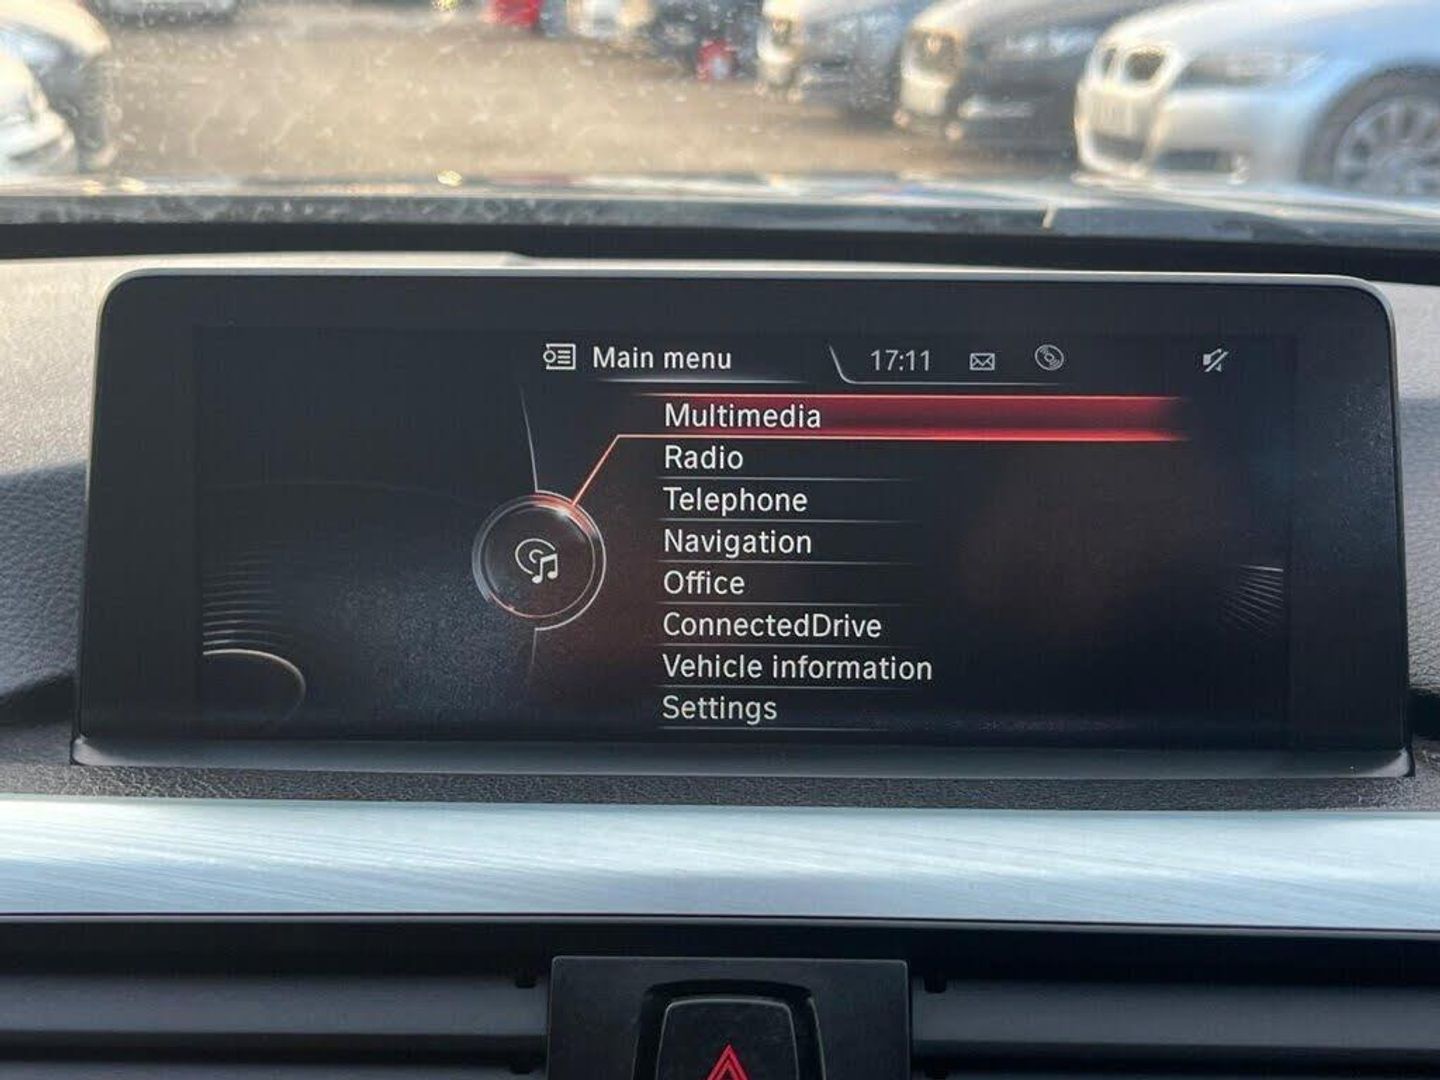 Main menu 17:11
Multimedia
Radio
Telephone
Navigation
Office
ConnectedDrive
Vehicle information
Settings